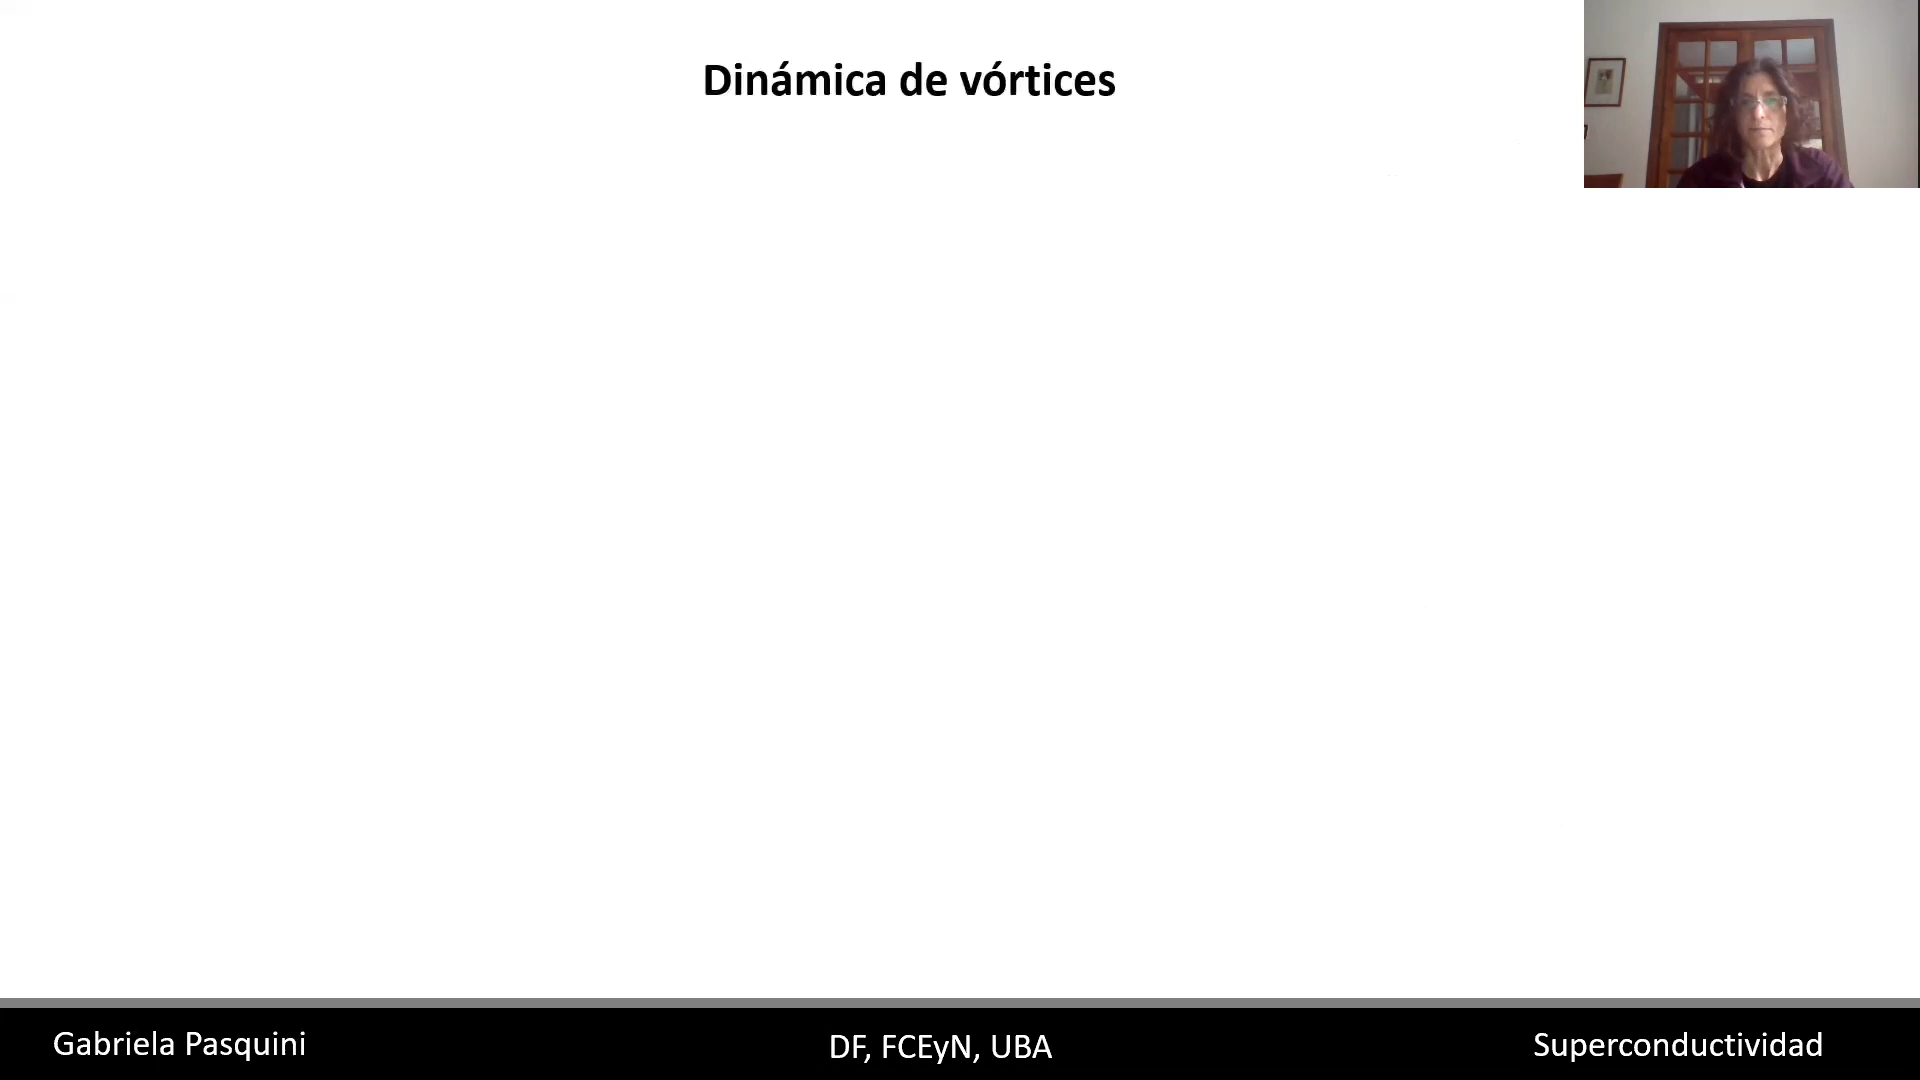 Dinámica de vórtices
Gabriela Pasquini
DF, FCEyN, UBA
Superconductividad